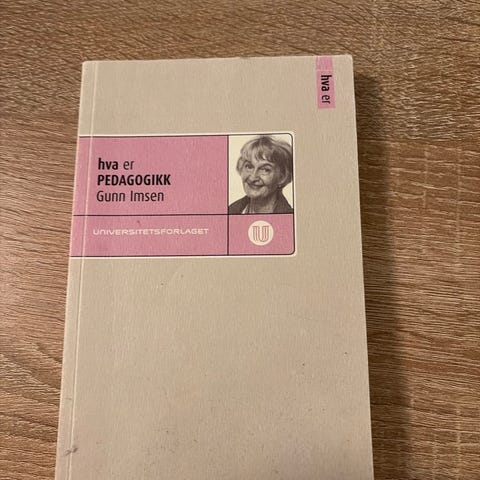 hva er
hva er
PEDAGOGIKK
Gunn Imsen
UNIVERSITETSFORLAGET